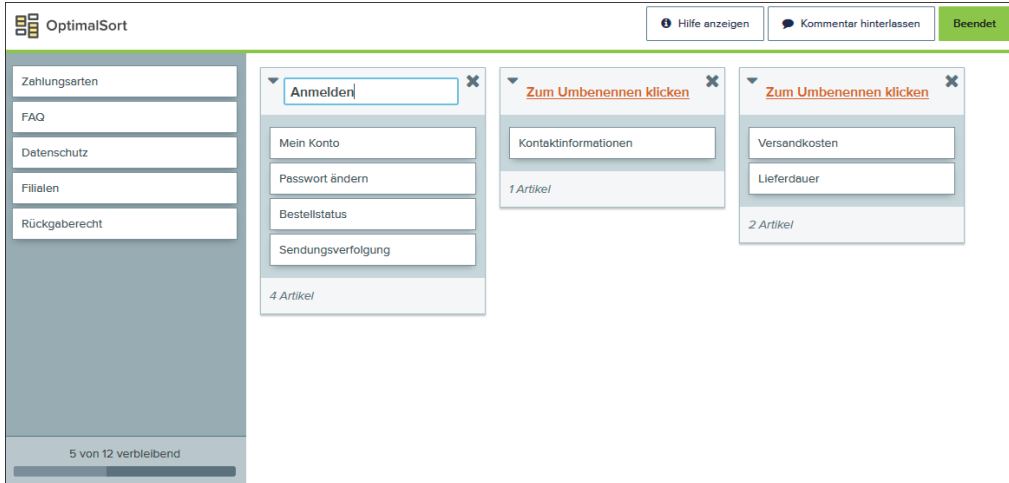 OptimalSort
Hilfe anzeigen
Kommentar hinterlassen
Beendet
Zahlungsarten
FAQ
Datenschutz
Filialen
Rückgaberecht
5 von 12 verbleibend
Anmelden
Mein Konto
Passwort ändern
Bestellstatus
Sendungsverfolgung
4 Artikel
Zum Umbenennen klicken
Kontaktinformationen
1 Artikel
Zum Umbenennen klicken
Versandkosten
Lieferdauer
2 Artikel